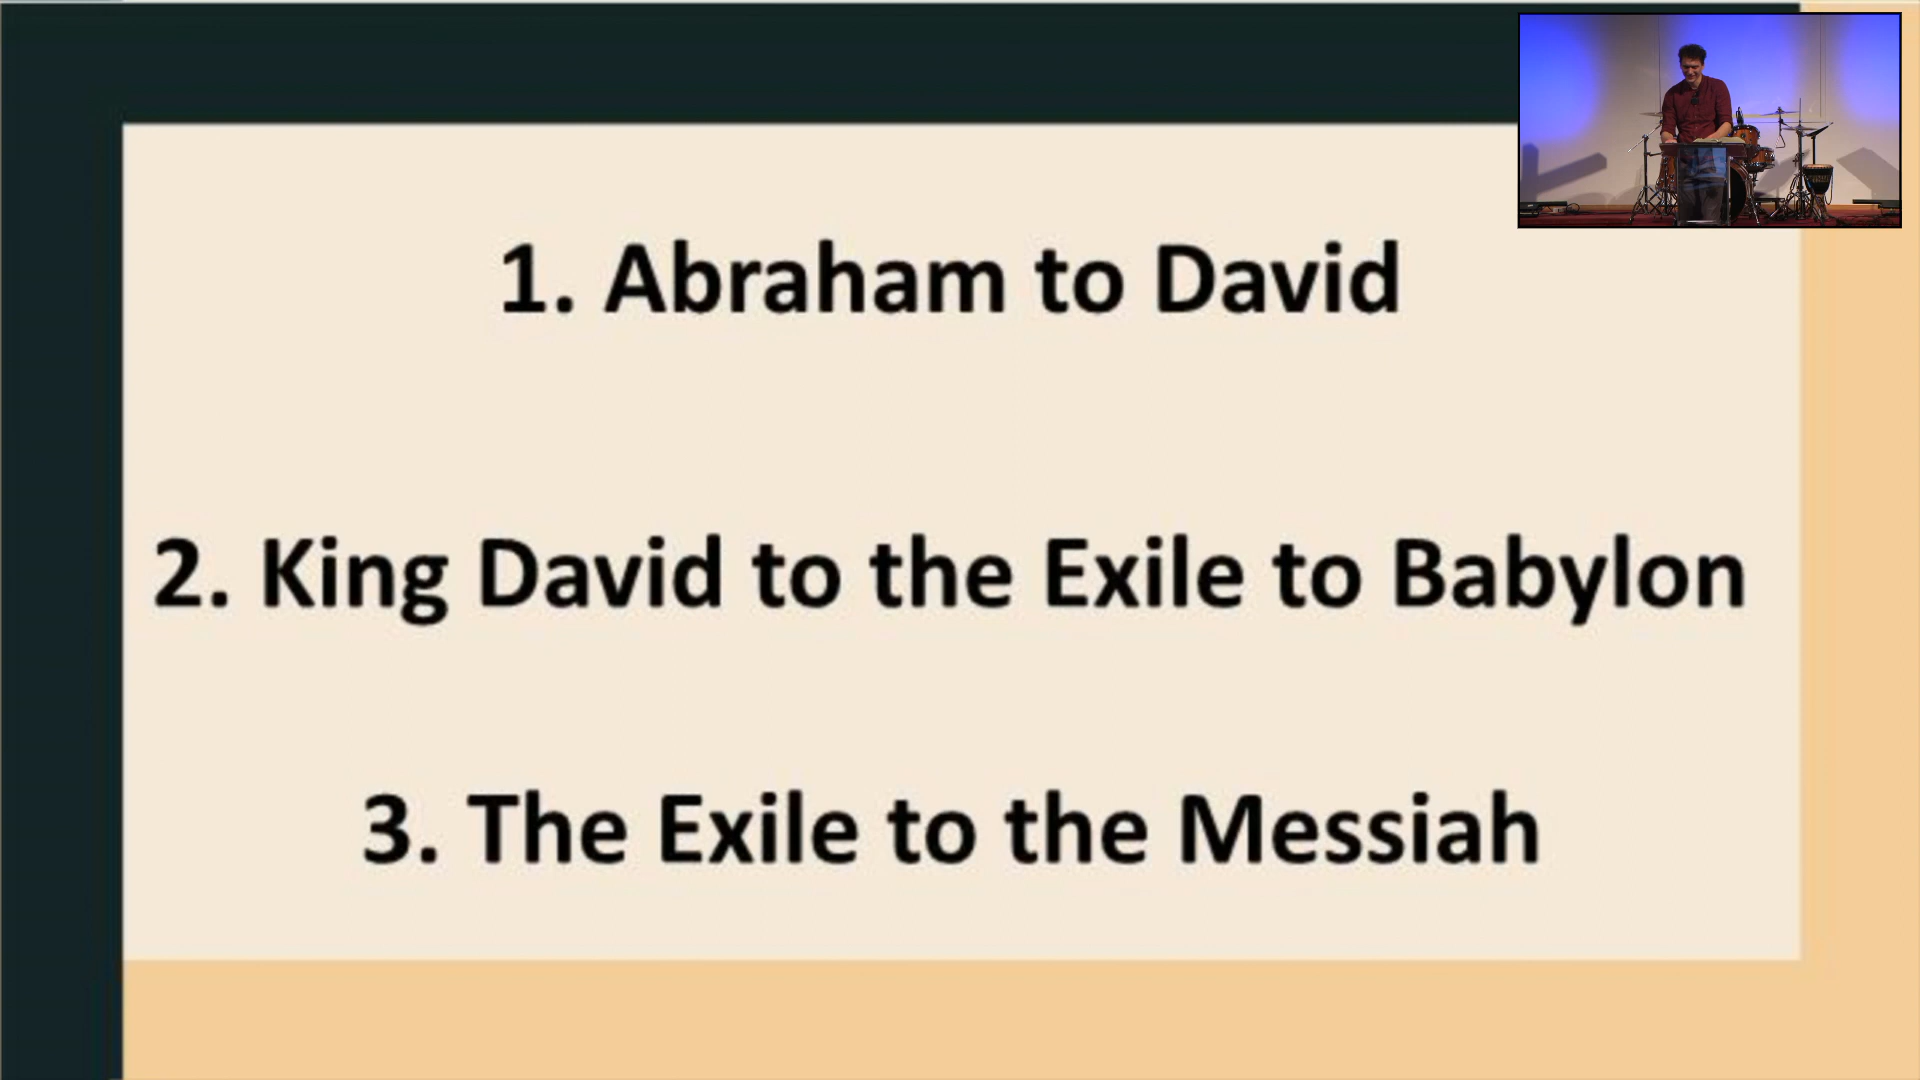 1. Abraham to David
2. King David to the Exile to Babylon
3. The Exile to the Messiah